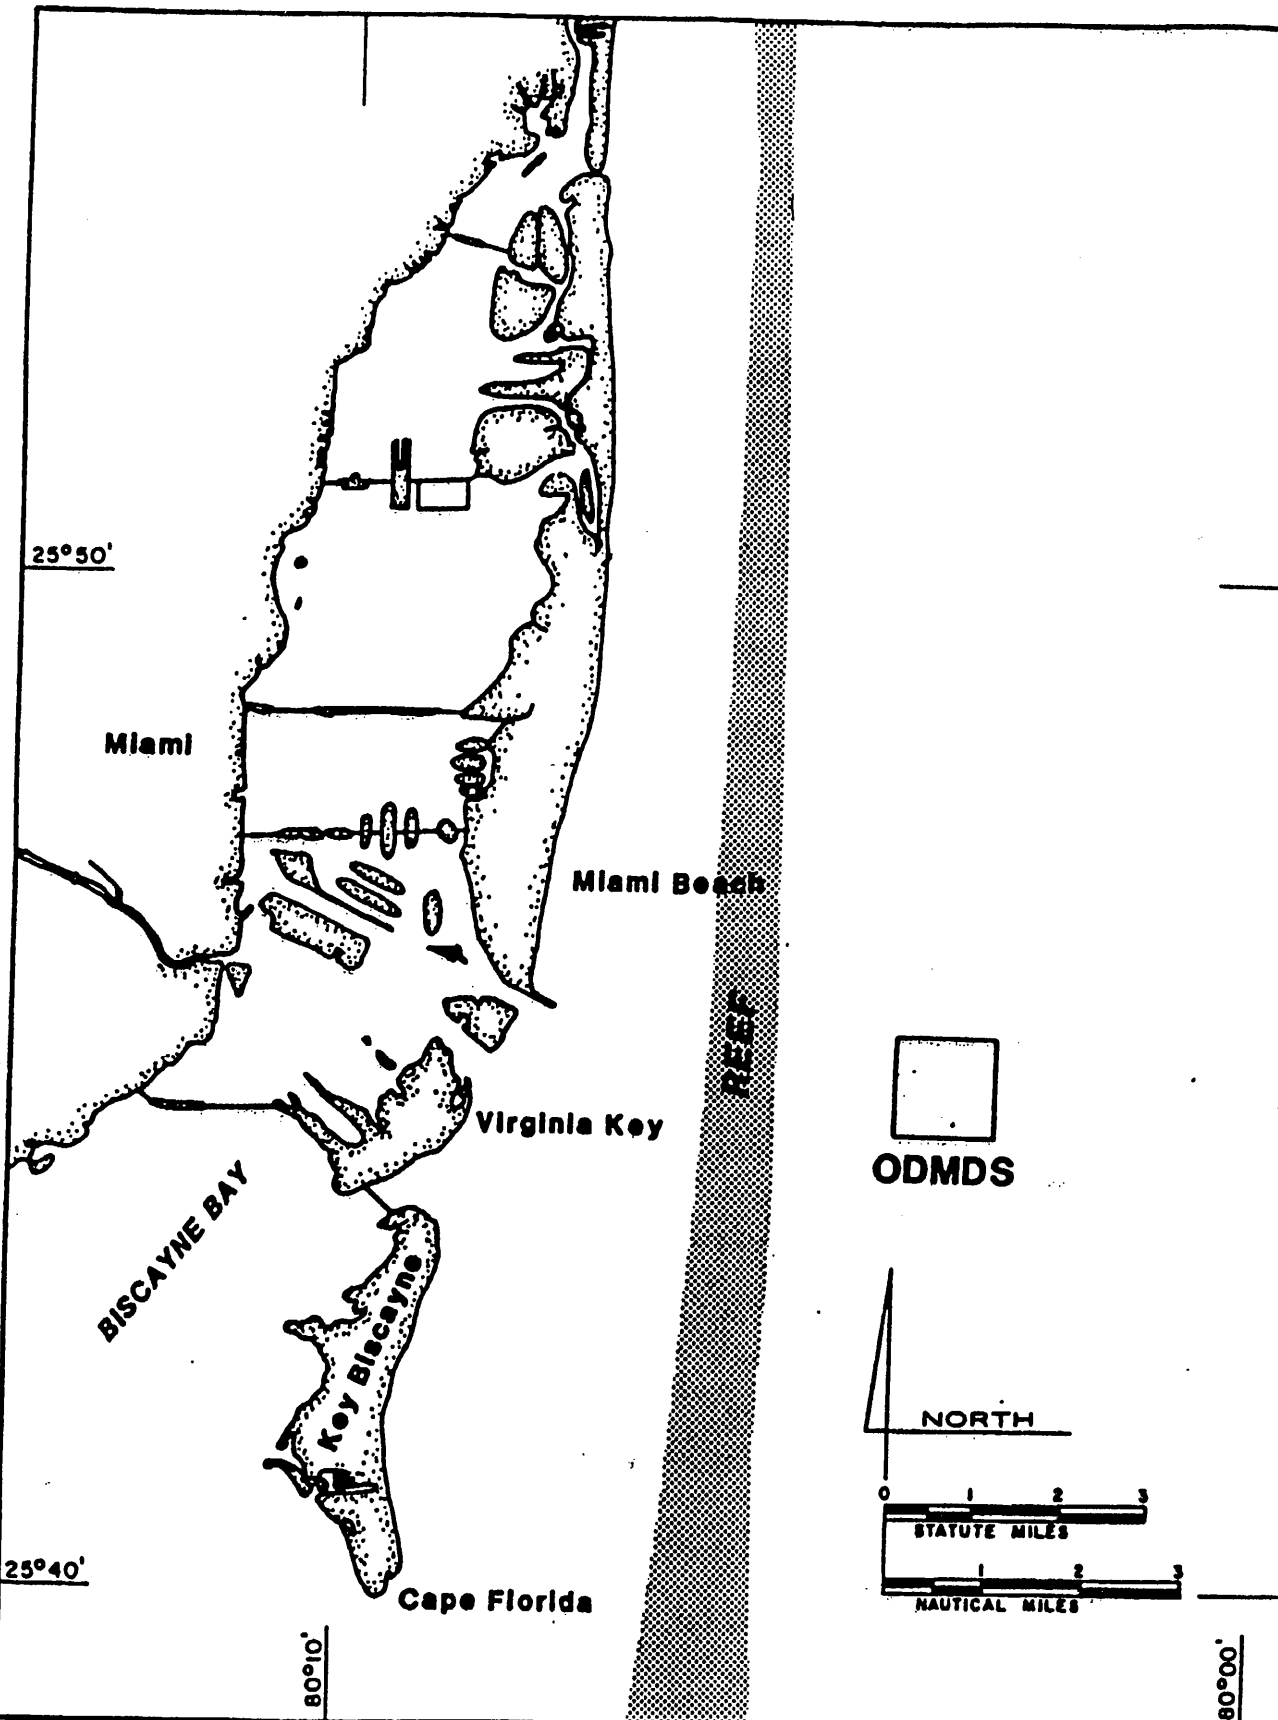 25°50'
Miami
Miami Beach
REEF
Virginia Key
ODMDS
BISCAYNE BAY
Key Biscayne
NORTH
0 1 2 3
STATUTE MILES
1 2 3
NAUTICAL MILES
25°40'
Cape Florida
80°10'
80°00'